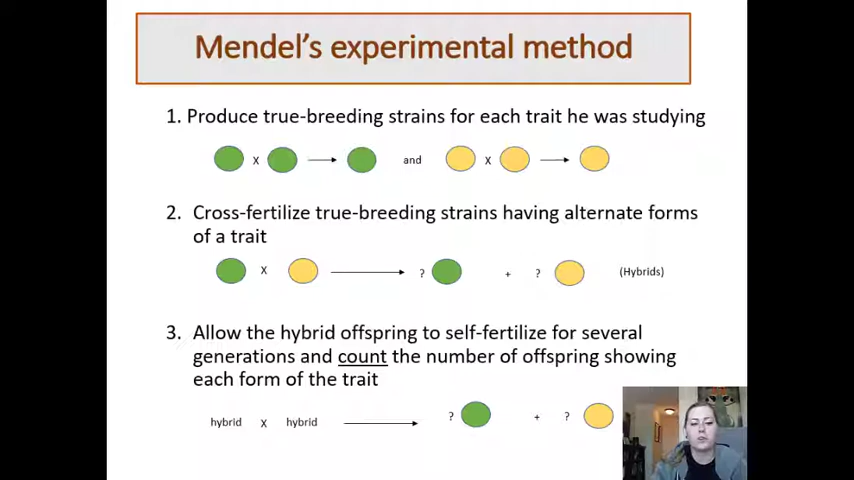 Mendel's experimental method
1. Produce true-breeding strains for each trait he was studying
x and x
2. Cross-fertilize true-breeding strains having alternate forms
of a trait
x ? + ? (Hybrids)
3. Allow the hybrid offspring to self-fertilize for several
generations and count the number of offspring showing
each form of the trait
hybrid x hybrid ? + ?